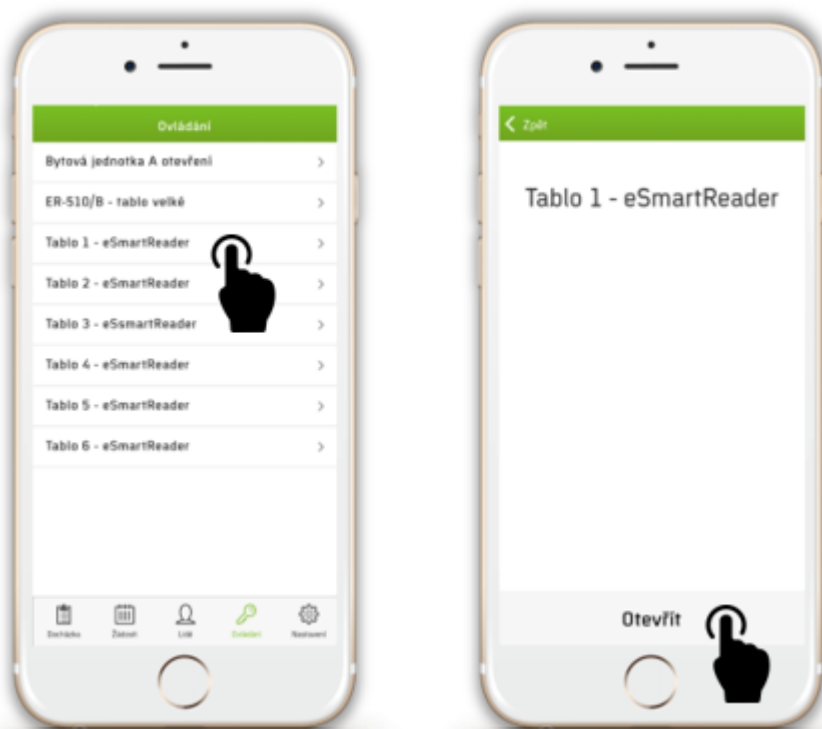 Ovládání
Bytová jednotka A otevření
ER-510/B - tablo velké
Tablo 1 - eSmartReader
Tablo 2 - eSmartReader
Tablo 3 - eSsmartReader
Tablo 4 - eSmartReader
Tablo 5 - eSmartReader
Tablo 6 - eSmartReader
Docházka Žádosti Lidé Ovládání Nastavení
Zpět
Tablo 1 - eSmartReader
Otevřít